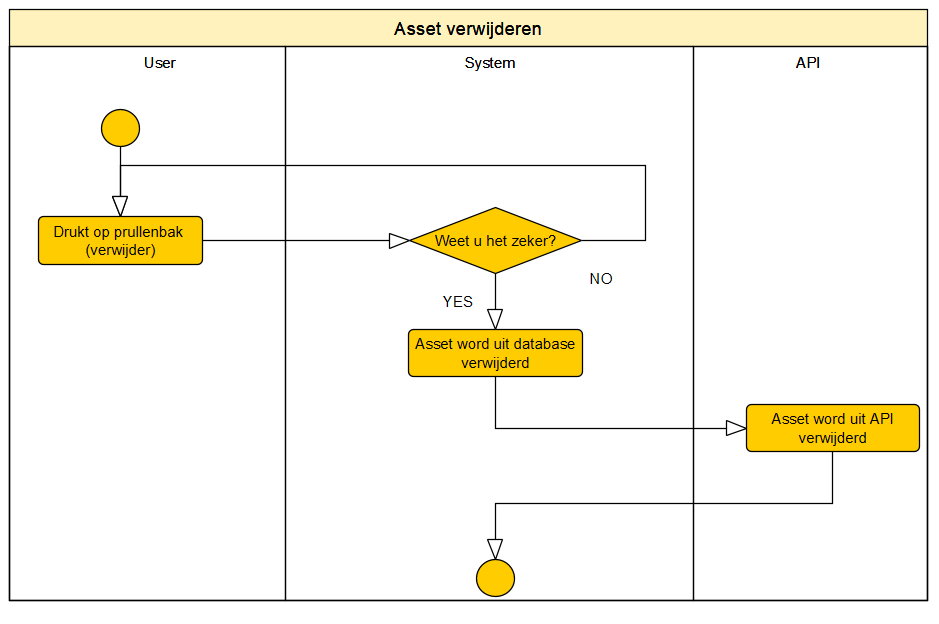 Asset verwijderen
User
System
API
Drukt op prullenbak
(verwijder)
Weet u het zeker?
NO
YES
Asset word uit database
verwijderd
Asset word uit API
verwijderd